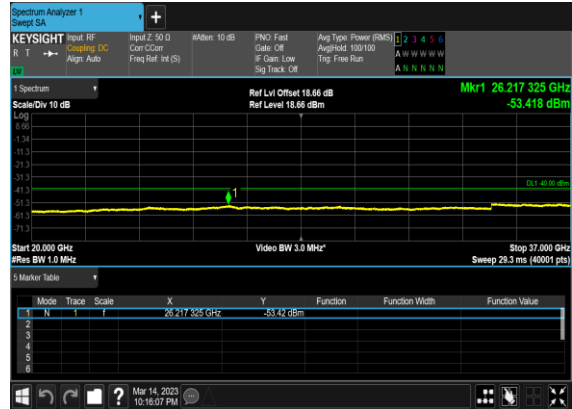 Spectrum Analyzer 1
Swept SA
KEYSIGHT Input: RF Input Z: 50 Ω #Atten: 10 dB PNO: Fast Avg Type: Power (RMS) 1 2 3 4 5 6
R T Coupling: DC Corr CCorr Gate: Off Avg|Hold: 100/100 A W W W W W
Align: Auto Freq Ref: Int (S) IF Gain: Low Trig: Free Run
LXI Sig Track: Off A N N N N N
1 Spectrum Ref Lvl Offset 18.66 dB Mkr1 26.217 325 GHz
Scale/Div 10 dB Ref Level 18.66 dBm -53.418 dBm
Log
8.66
-1.34
-11.3
-21.3
-31.3
DL1 -40.00 dBm
-41.3
1
-51.3
-61.3
-71.3
Start 20.000 GHz Video BW 3.0 MHz* Stop 37.000 GHz
#Res BW 1.0 MHz Sweep 29.3 ms (40001 pts)
5 Marker Table
Mode Trace Scale X Y Function Function Width Function Value
1 N 1 f 26.217 325 GHz -53.42 dBm
2
3
4
5
6
? Mar 14, 2023
10:16:07 PM